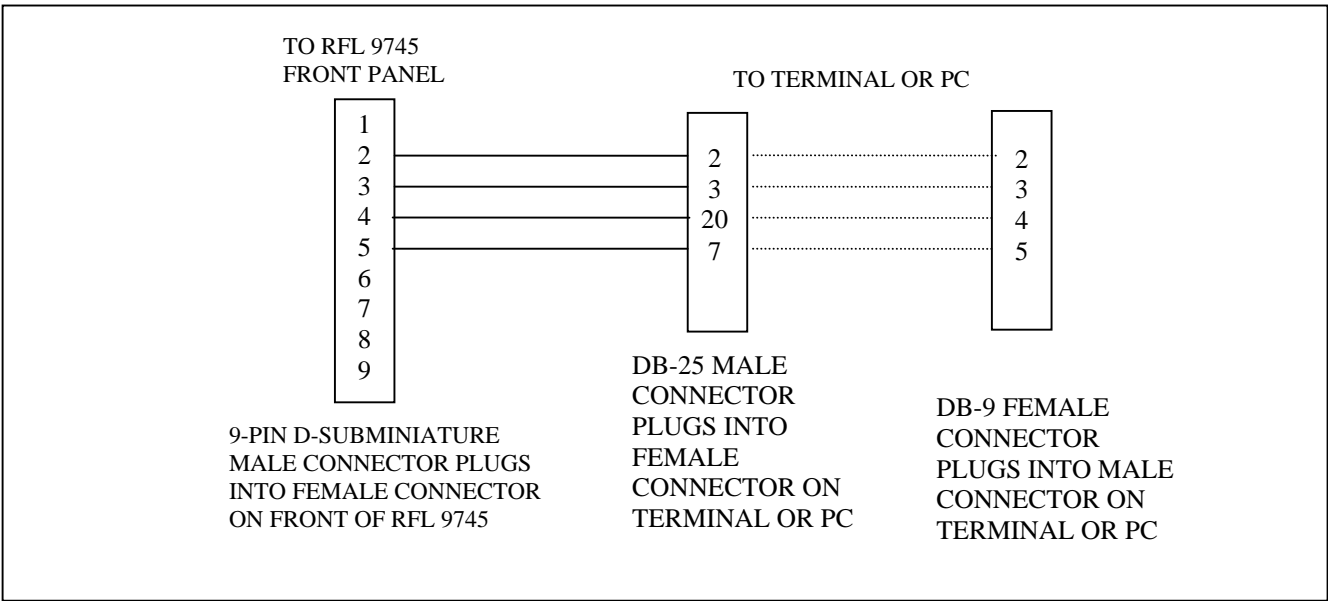 TO RFL 9745
FRONT PANEL
TO TERMINAL OR PC
1
2
3
4
5
6
7
8
9
2
3
20
7
2
3
4
5
9-PIN D-SUBMINIATURE
MALE CONNECTOR PLUGS
INTO FEMALE CONNECTOR
ON FRONT OF RFL 9745
DB-25 MALE
CONNECTOR
PLUGS INTO
FEMALE
CONNECTOR ON
TERMINAL OR PC
DB-9 FEMALE
CONNECTOR
PLUGS INTO MALE
CONNECTOR ON
TERMINAL OR PC